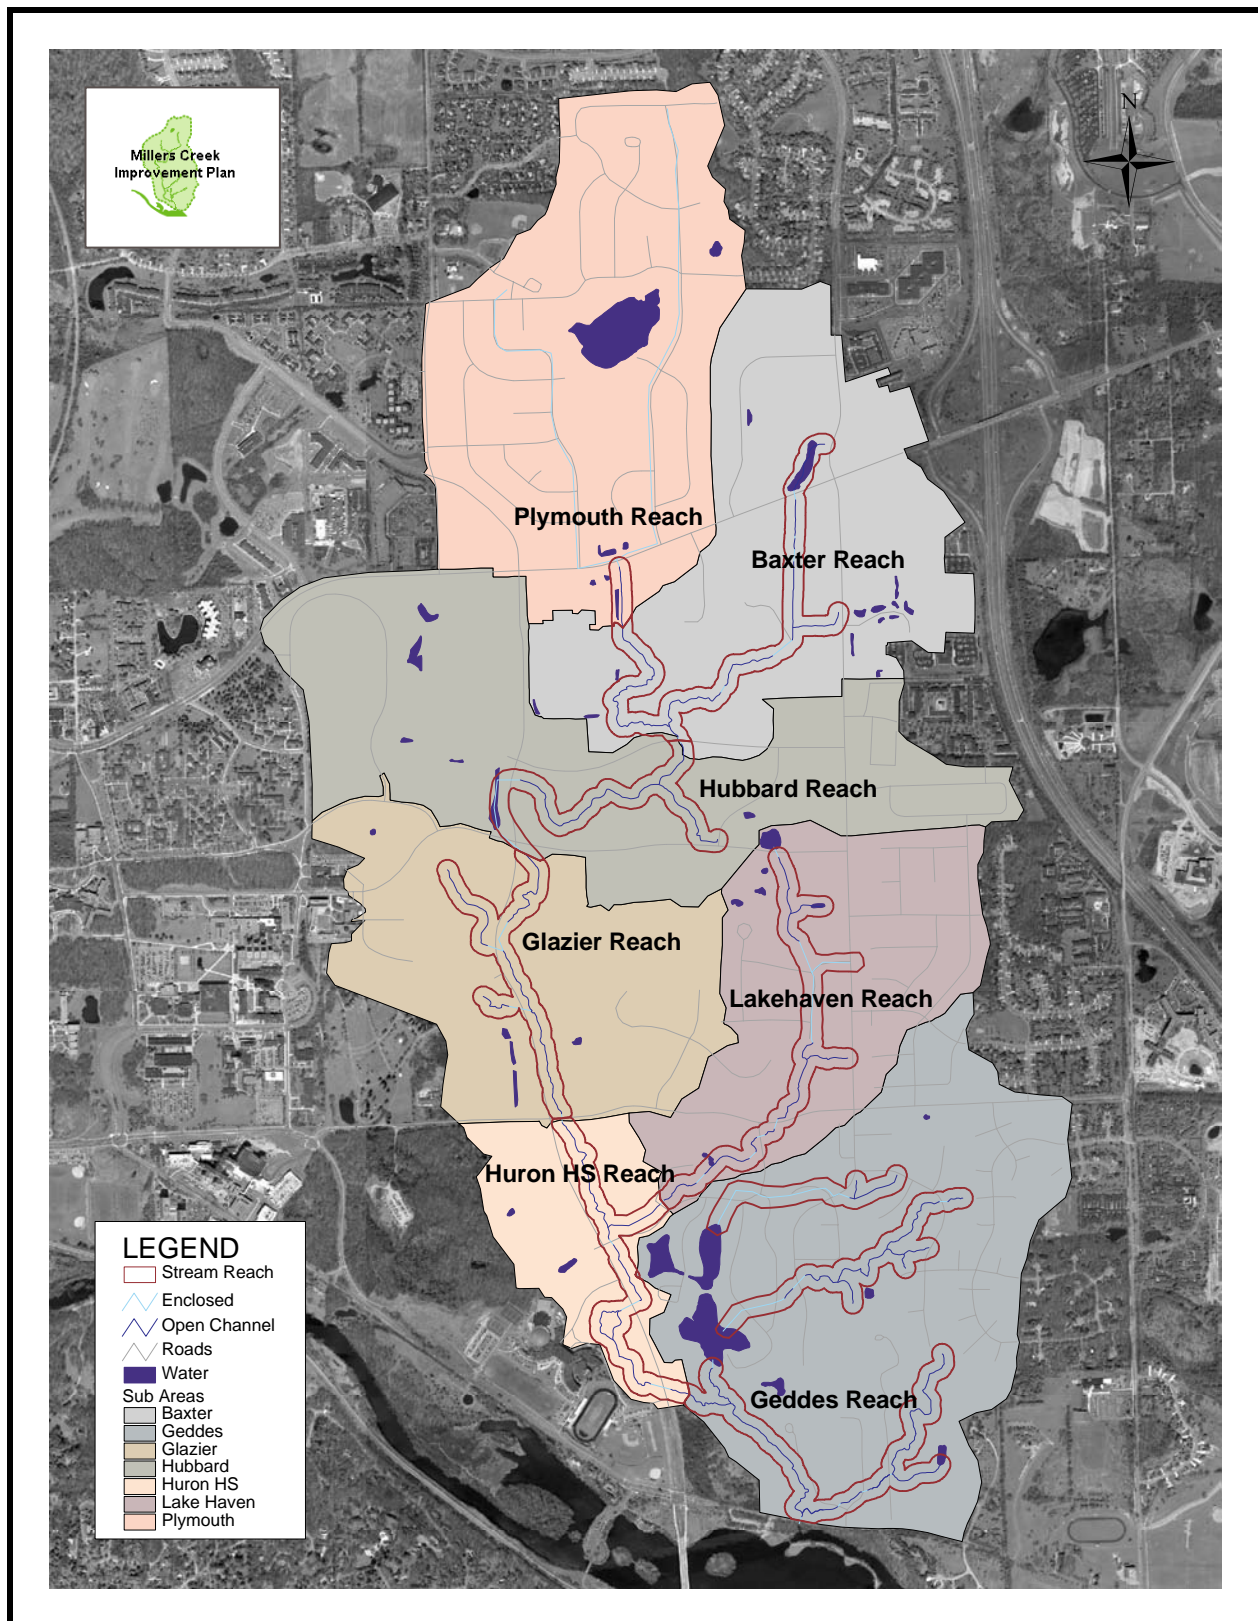 Millers Creek
Improvement Plan
N
Plymouth Reach
Baxter Reach
Hubbard Reach
Glazier Reach
Lakehaven Reach
Huron HS Reach
Geddes Reach
LEGEND
Stream Reach
Enclosed
Open Channel
Roads
Water
Sub Areas
Baxter
Geddes
Glazier
Hubbard
Huron HS
Lake Haven
Plymouth